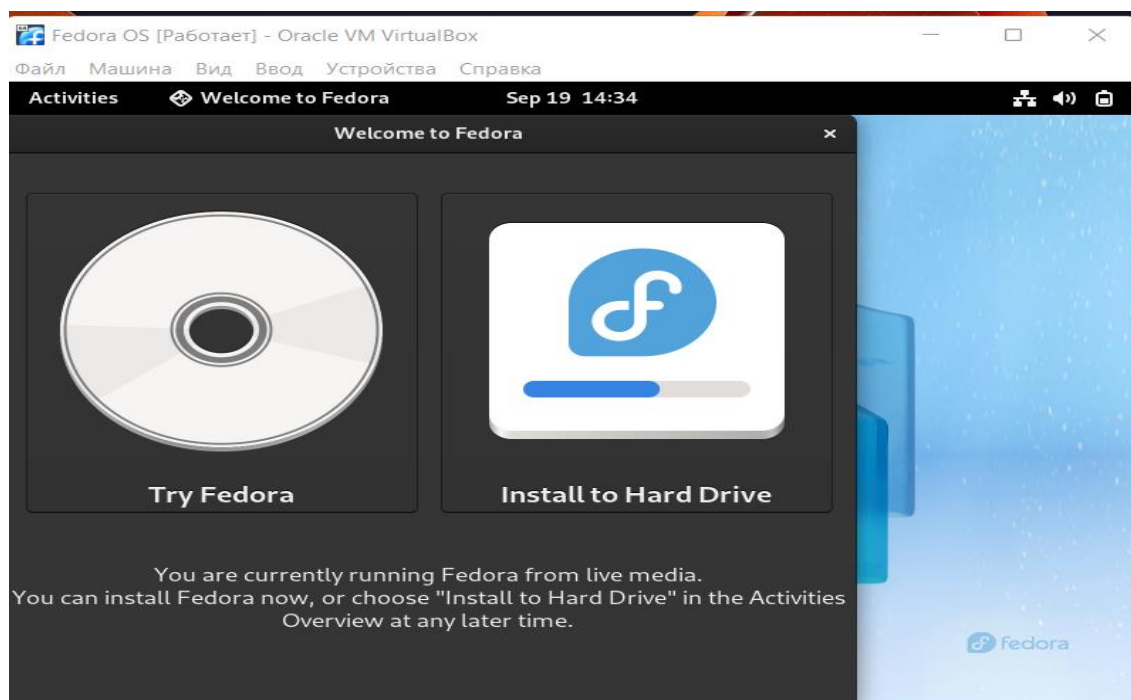 Fedora OS [Работает] - Oracle VM VirtualBox
Файл Машина Вид Ввод Устройства Справка
Activities Welcome to Fedora Sep 19 14:34
Welcome to Fedora
Try Fedora Install to Hard Drive
You are currently running Fedora from live media.
You can install Fedora now, or choose "Install to Hard Drive" in the Activities
Overview at any later time.
fedora